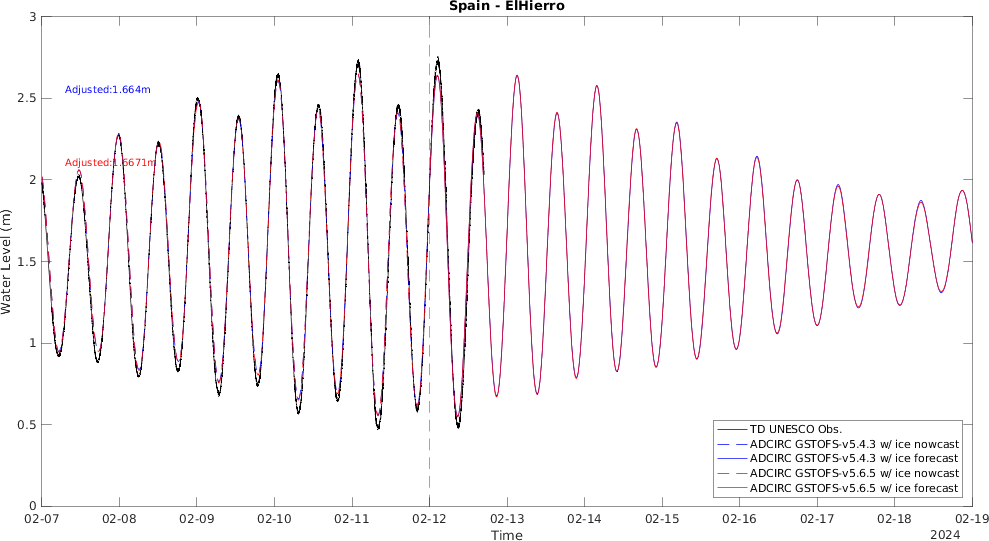 Spain - ElHierro
3
2.5
2
1.5
1
0.5
0
Water Level (m)
Adjusted:1.664m
Adjusted:1.6671m
TD UNESCO Obs.
ADCIRC GSTOFS-v5.4.3 w/ ice nowcast
ADCIRC GSTOFS-v5.4.3 w/ ice forecast
ADCIRC GSTOFS-v5.6.5 w/ ice nowcast
ADCIRC GSTOFS-v5.6.5 w/ ice forecast
02-07 02-08 02-09 02-10 02-11 02-12 02-13 02-14 02-15 02-16 02-17 02-18 02-19
Time
2024